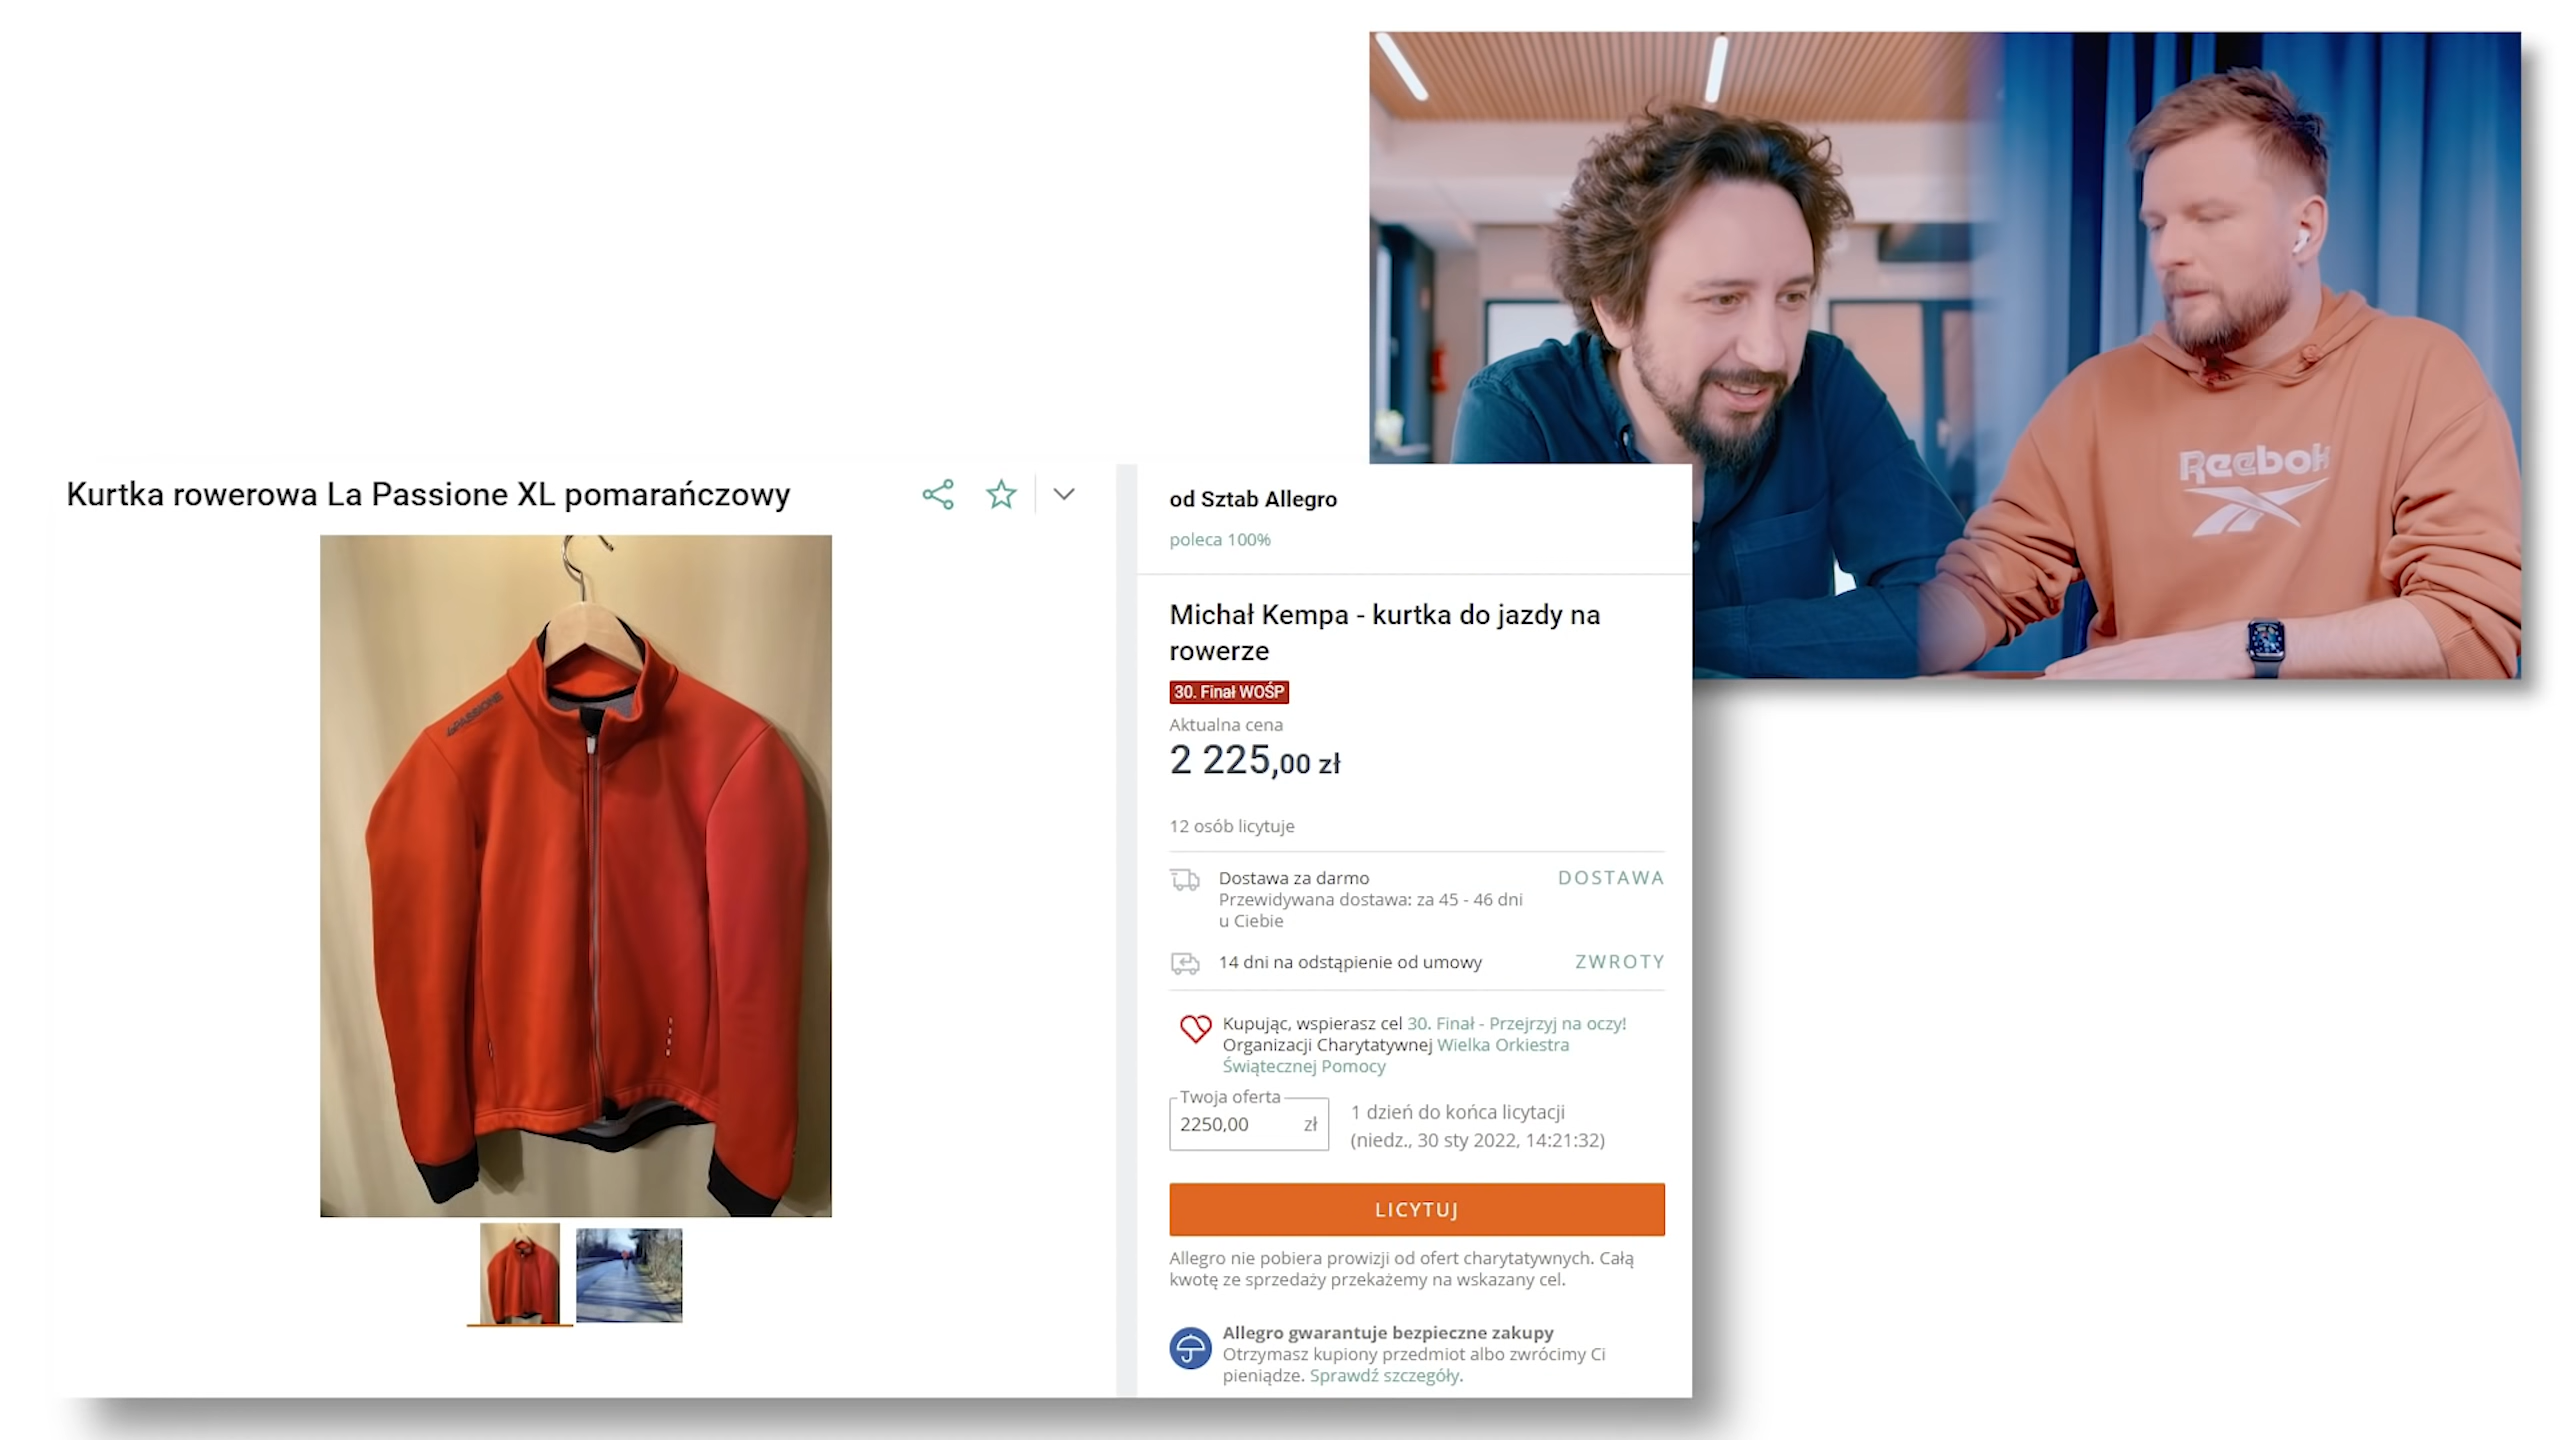 Kurtka rowerowa La Passione XL pomarańczowy
LaPASSIONE
od Sztab Allegro
poleca 100%
Michał Kempa - kurtka do jazdy na
rowerze
30. Finał WOŚP
Aktualna cena
2 225,00 zł
12 osób licytuje
Dostawa za darmo
DOSTAWA
Przewidywana dostawa: za 45 - 46 dni
u Ciebie
14 dni na odstąpienie od umowy
ZWROTY
Kupując, wspierasz cel 30. Finał - Przejrzyj na oczy!
Organizacji Charytatywnej Wielka Orkiestra
Świątecznej Pomocy
Twoja oferta
2250,00 zł
1 dzień do końca licytacji
(niedz., 30 sty 2022, 14:21:32)
LICYTUJ
Allegro nie pobiera prowizji od ofert charytatywnych. Całą
kwotę ze sprzedaży przekażemy na wskazany cel.
Allegro gwarantuje bezpieczne zakupy
Otrzymasz kupiony przedmiot albo zwrócimy Ci
pieniądze. Sprawdź szczegóły.
Reebok